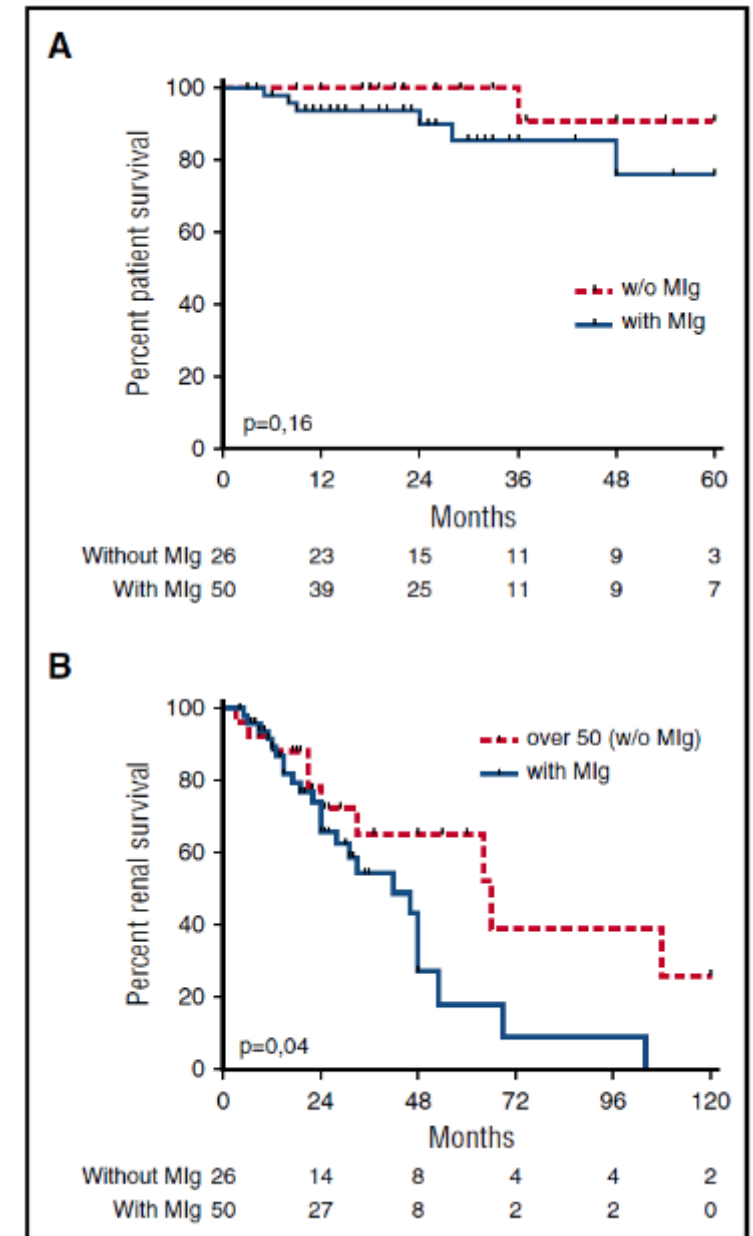 A
Percent patient survival
100
80
60
40
20
0
w/o MIg
with MIg
p=0,16
0 12 24 36 48 60
Months
Without MIg 26 23 15 11 9 3
With MIg 50 39 25 11 9 7
B
Percent renal survival
100
80
60
40
20
0
over 50 (w/o MIg)
with MIg
p=0,04
0 24 48 72 96 120
Months
Without MIg 26 14 8 4 4 2
With MIg 50 27 8 2 2 0